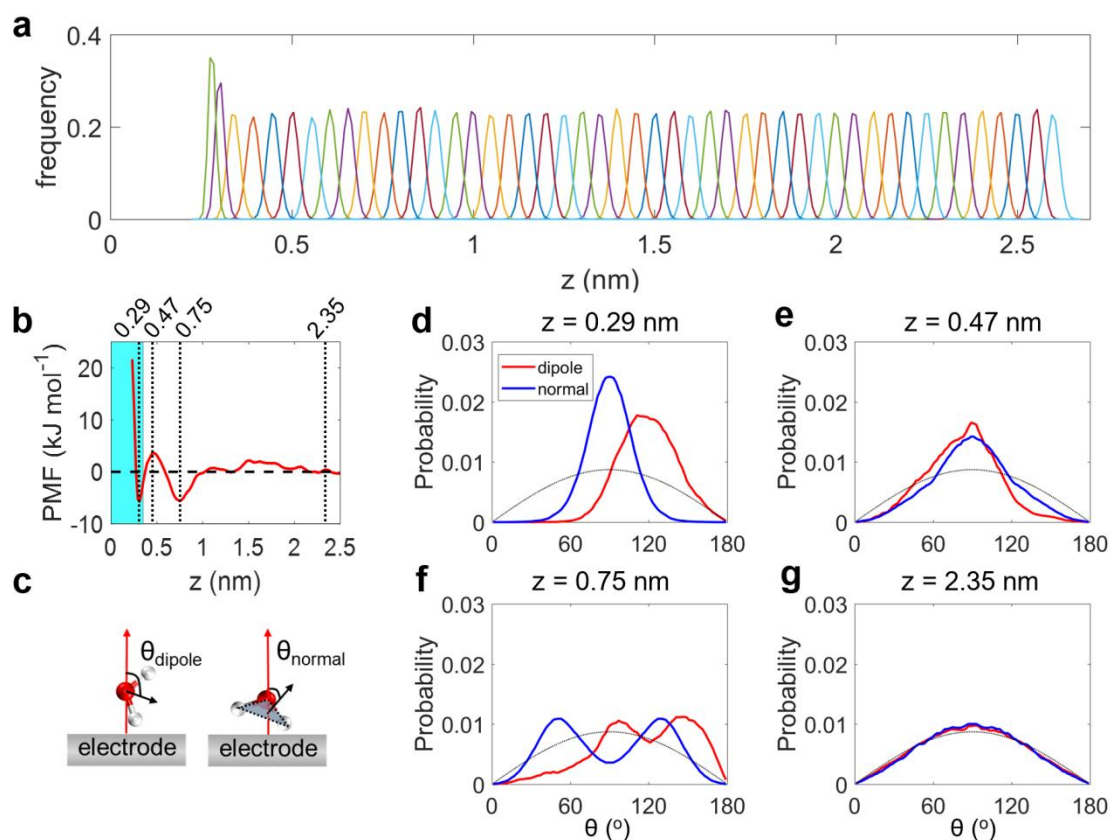 a
0.4
0.2
0
frequency
0 0.5 1 1.5 2 2.5
z (nm)
b
0.29 0.47 0.75 2.35
20
10
0
-10
PMF (kJ mol⁻¹)
0 0.5 1 1.5 2 2.5
z (nm)
c
θdipole θnormal
electrode electrode
d
z = 0.29 nm
0.03
0.02
0.01
0
Probability
dipole
normal
0 60 120 180
e
z = 0.47 nm
0.03
0.02
0.01
0
Probability
0 60 120 180
f
z = 0.75 nm
0.03
0.02
0.01
0
Probability
0 60 120 180
θ (º)
g
z = 2.35 nm
0.03
0.02
0.01
0
Probability
0 60 120 180
θ (º)